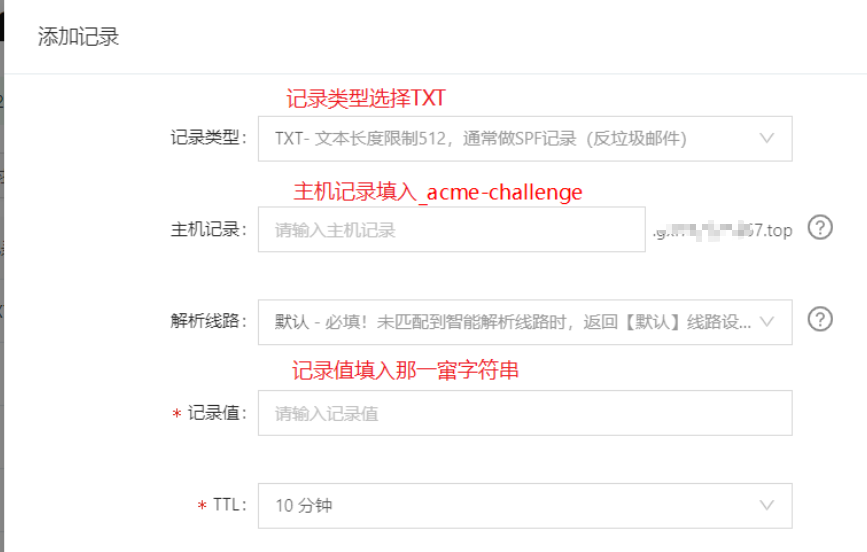 添加记录
记录类型选择TXT
记录类型: TXT- 文本长度限制512，通常做SPF记录（反垃圾邮件）
主机记录填入_acme-challenge
主机记录: 请输入主机记录 67.top ?
解析线路: 默认 - 必填！未匹配到智能解析线路时，返回【默认】线路设... ?
记录值填入那一窜字符串
* 记录值: 请输入记录值
* TTL: 10 分钟